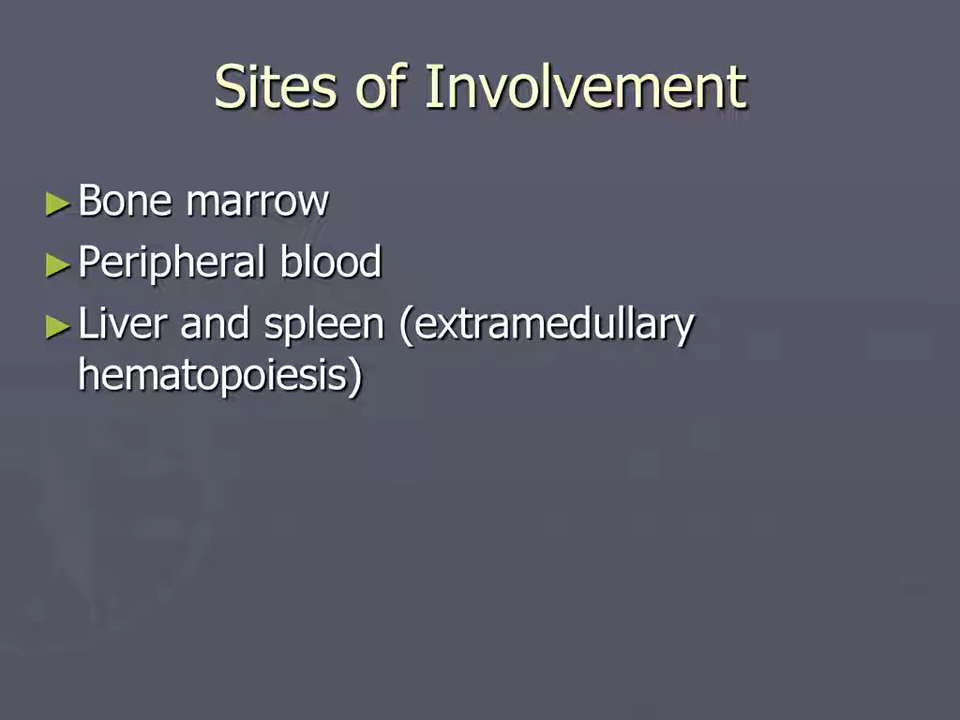 Sites of Involvement
► Bone marrow
► Peripheral blood
► Liver and spleen (extramedullary
hematopoiesis)